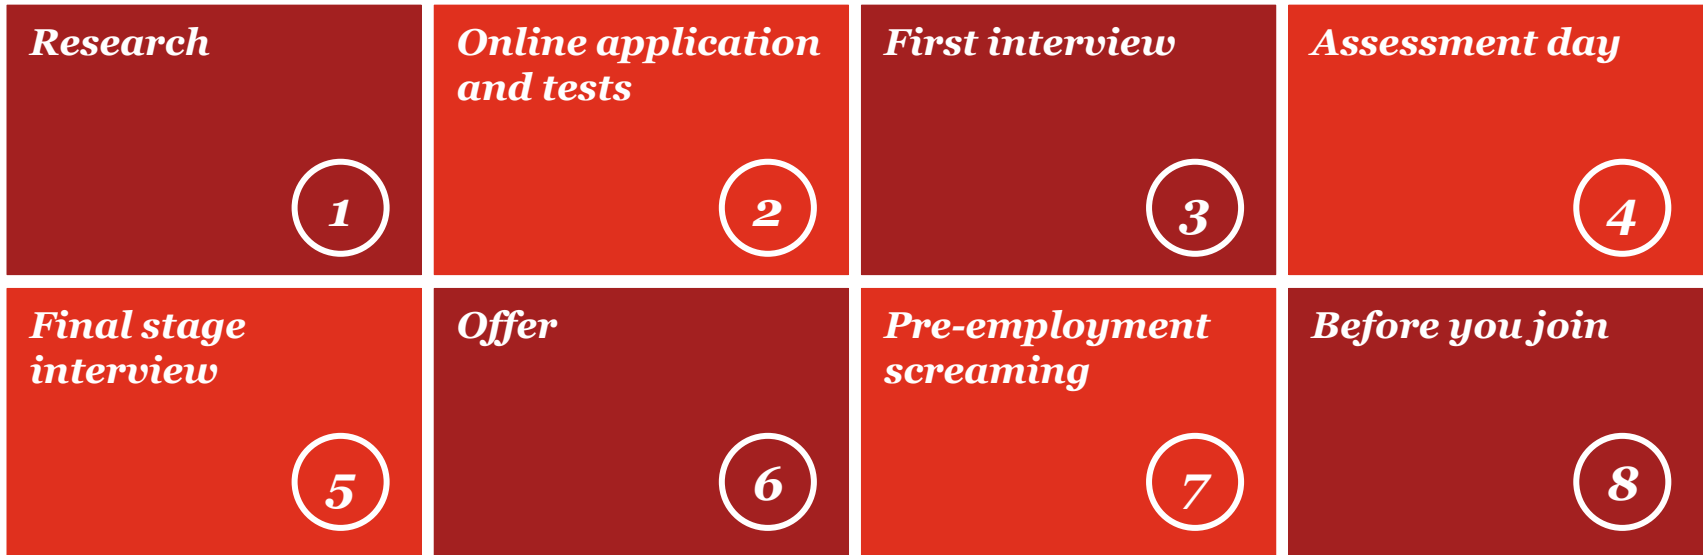 Research
1
Online application
and tests
2
First interview
3
Assessment day
4
Final stage
interview
5
Offer
6
Pre-employment
screaming
7
Before you join
8